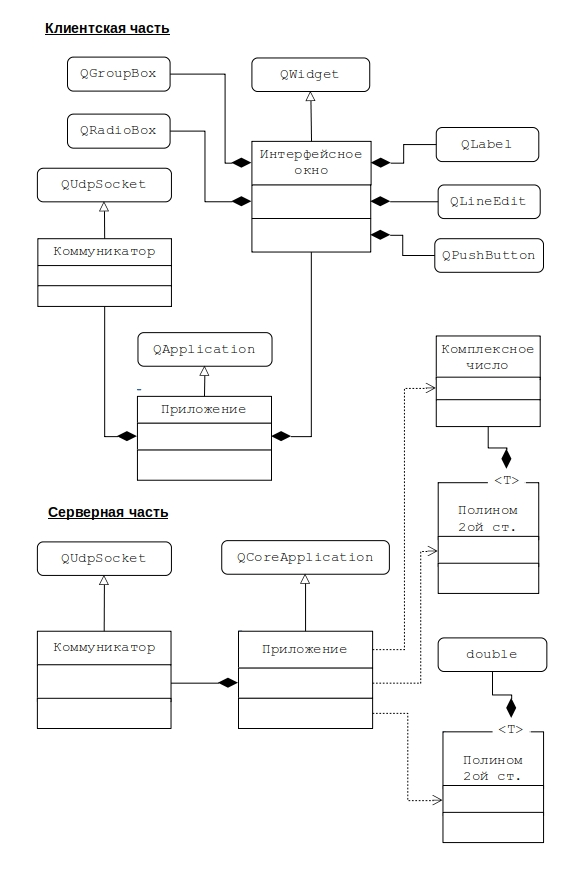 Клиентская часть
QGroupBox
QWidget
QRadioBox
QLabel
Интерфейсное
окно
QUdpSocket
QLineEdit
Коммуникатор
QPushButton
QApplication
Комплексное
число
Приложение
<T>
Полином
2ой ст.
Серверная часть
QUdpSocket
QCoreApplication
Коммуникатор
Приложение
double
<T>
Полином
2ой ст.